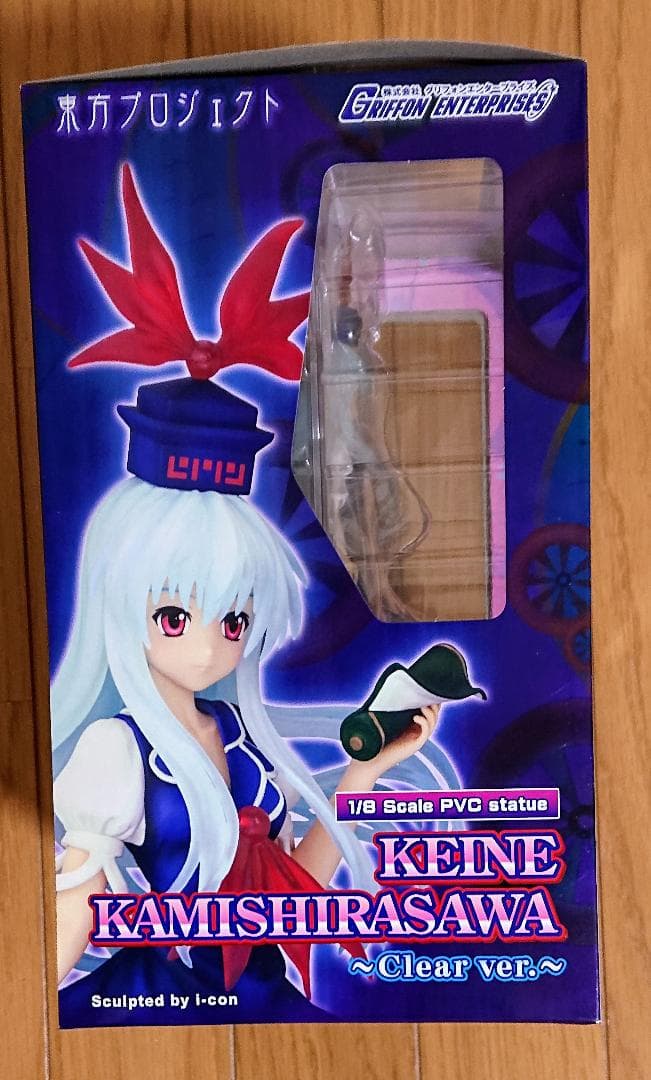 東方プロジェクト
株式会社 グリフォンエンタープライズ
GRIFFON ENTERPRISES
1/8 Scale PVC statue
KEINE
KAMISHIRASAWA
~Clear ver.~
Sculpted by i-con